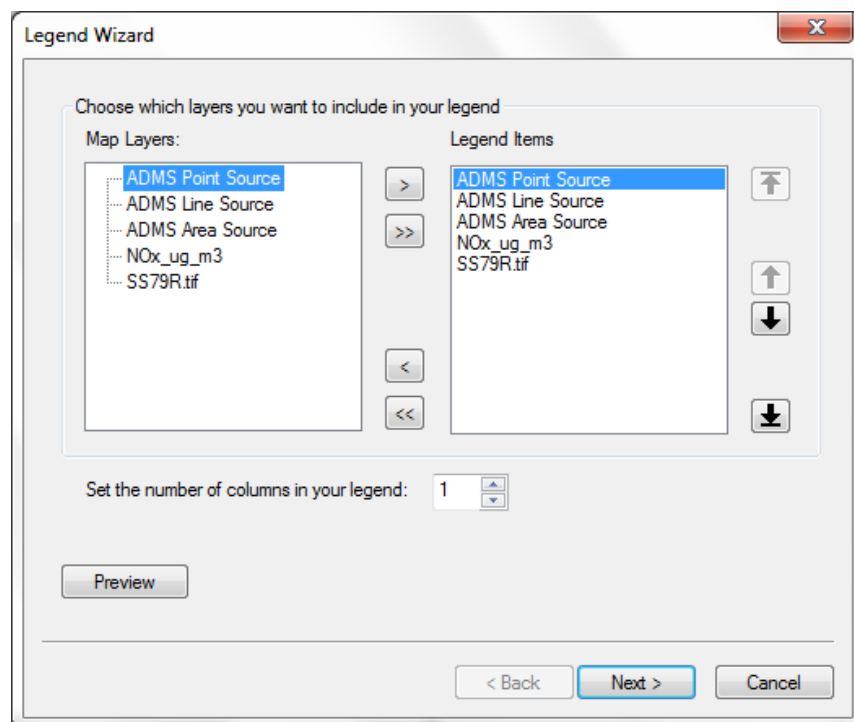 Legend Wizard
Choose which layers you want to include in your legend
Map Layers:
ADMS Point Source
ADMS Line Source
ADMS Area Source
NOx_ug_m3
SS79R.tif
>
>>
<
<<
Legend Items
ADMS Point Source
ADMS Line Source
ADMS Area Source
NOx_ug_m3
SS79R.tif
Set the number of columns in your legend: 1
Preview
< Back Next > Cancel